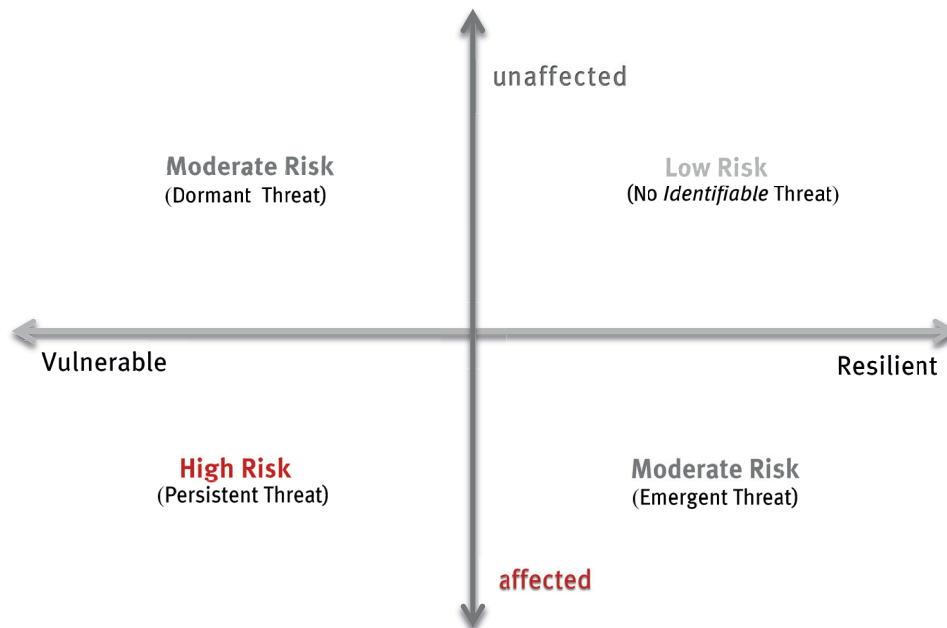 unaffected
Moderate Risk
(Dormant Threat)
Low Risk
(No Identifiable Threat)
Vulnerable
Resilient
High Risk
(Persistent Threat)
Moderate Risk
(Emergent Threat)
affected